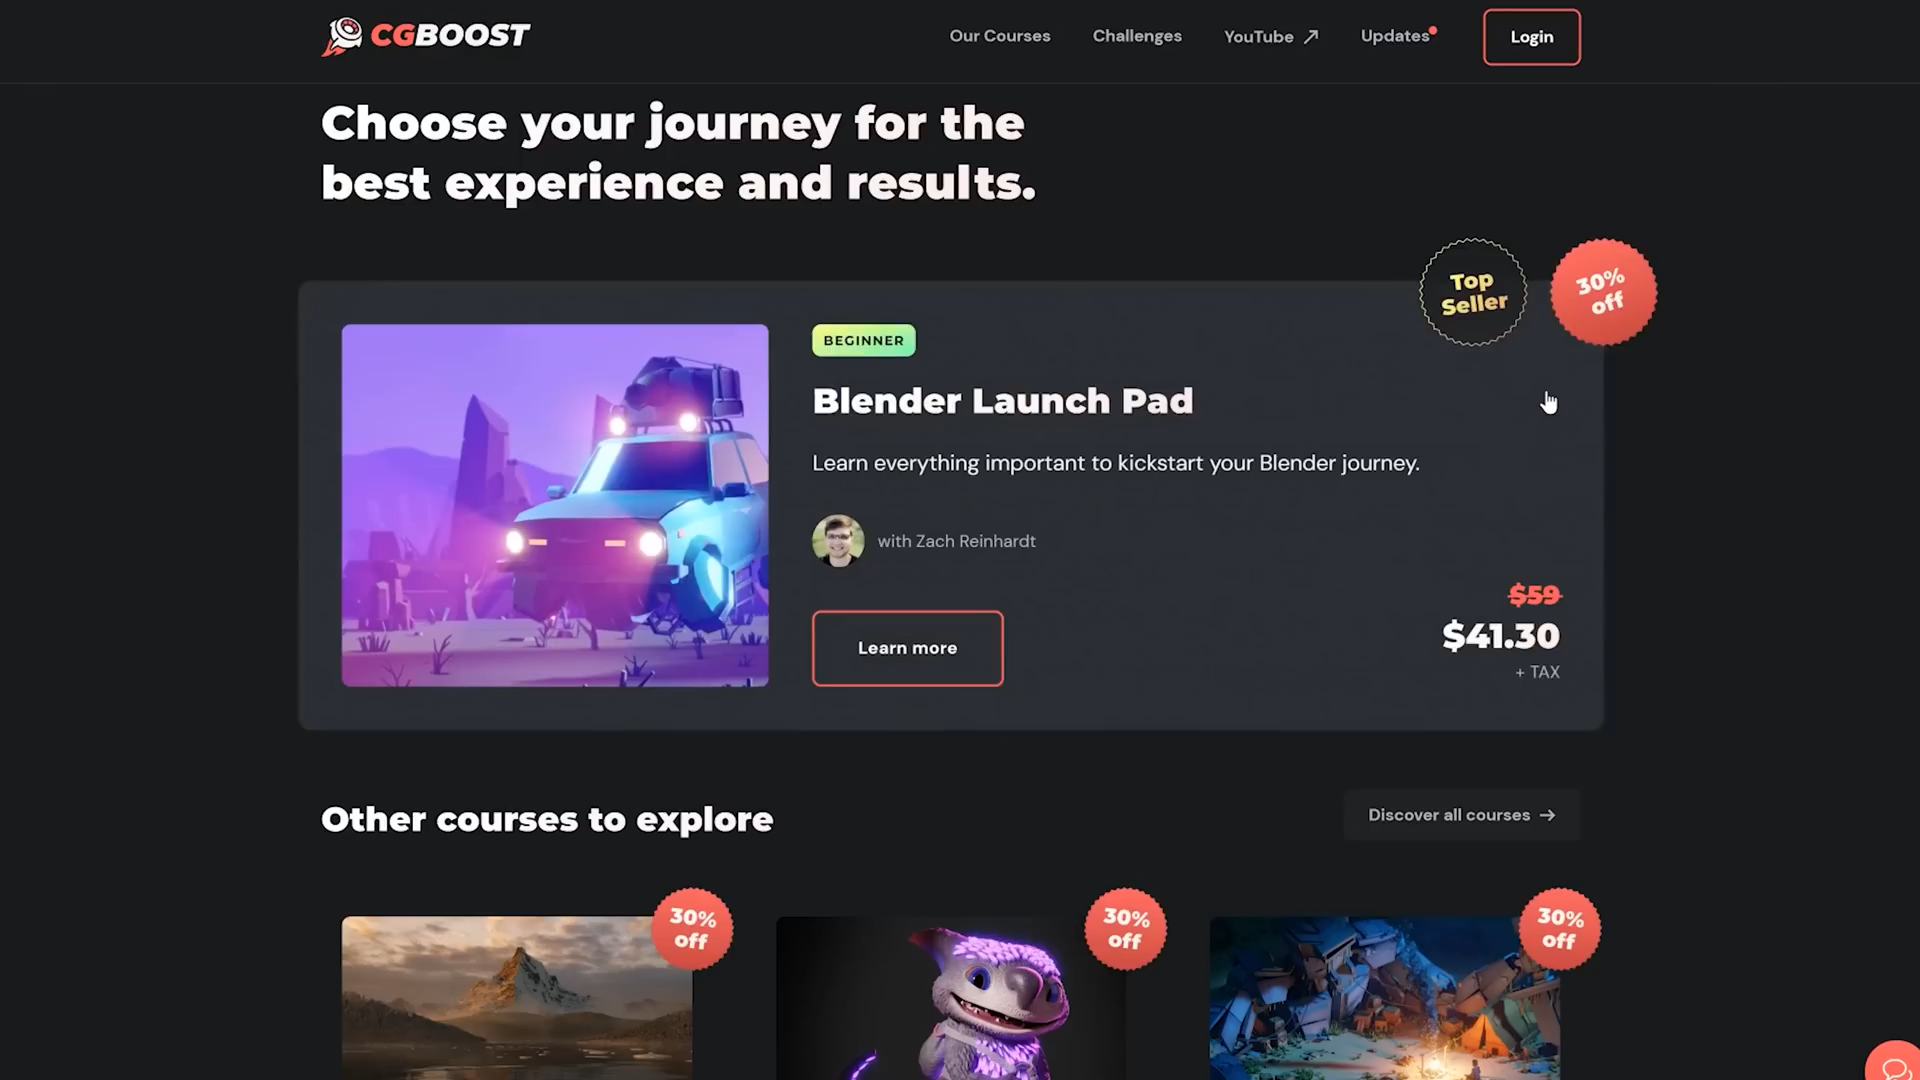 CGBOOST
Our Courses
Challenges
YouTube
Updates
Login
Choose your journey for the
best experience and results.
Top
Seller
30%
off
BEGINNER
Blender Launch Pad
Learn everything important to kickstart your Blender journey.
with Zach Reinhardt
$59
$41.30
+ TAX
Learn more
Other courses to explore
Discover all courses
30%
off
30%
off
30%
off